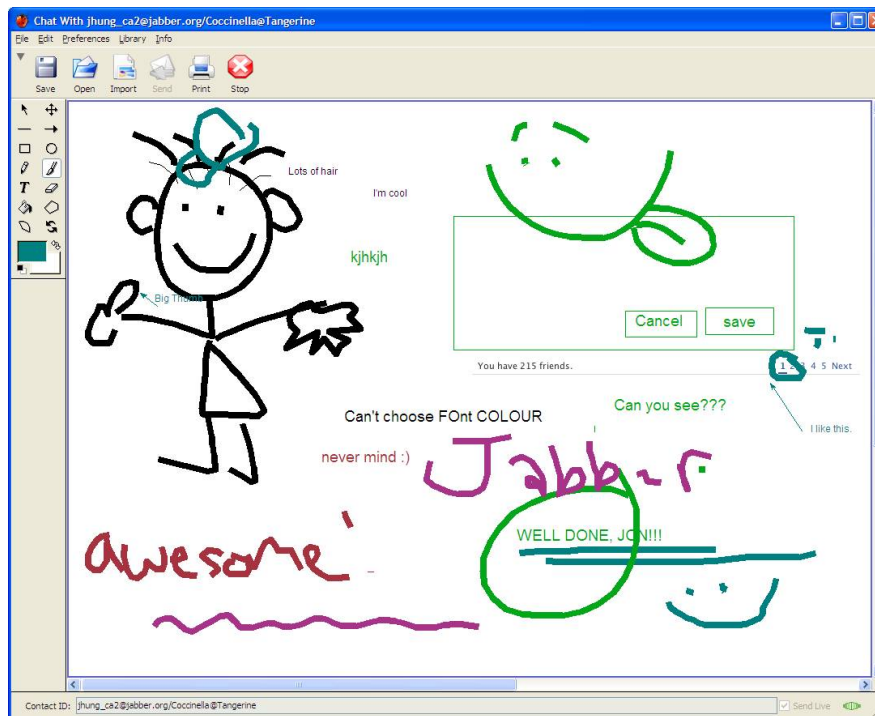 Chat With jhung_ca2@jabber.org/Coccinella@Tangerine
File Edit Preferences Library Info
Save Open Import Send Print Stop
Lots of hair
I'm cool
kjhkjh
Big Thumb
Cancel save
You have 215 friends.
1 2 3 4 5 Next
Can you see???
I like this.
Can't choose FOnt COLOUR
never mind :)
Jabber
WELL DONE, JON!!!
awesome
Contact ID: jhung_ca2@jabber.org/Coccinella@Tangerine
Send Live